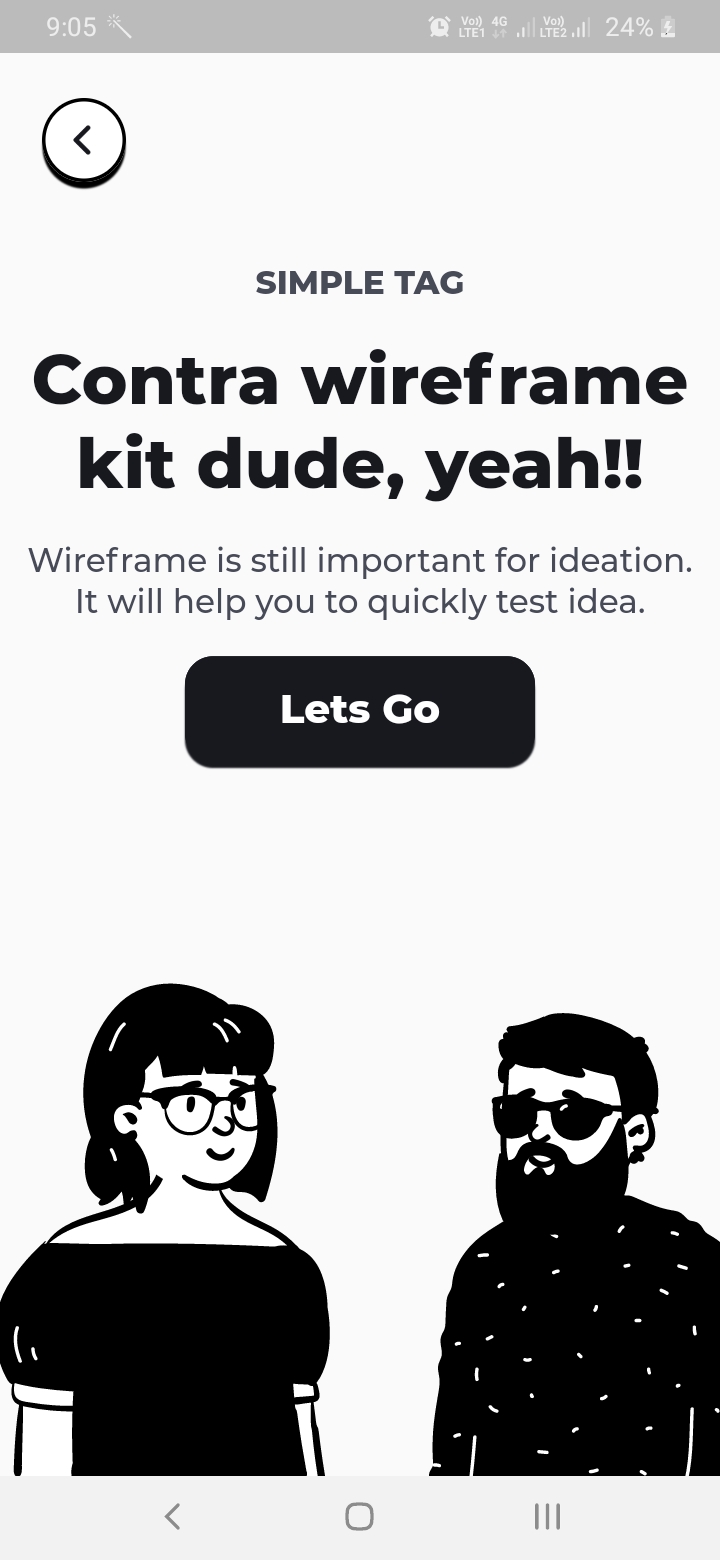 9:05
Vo)) LTE1 4G Vo)) LTE2 24%
SIMPLE TAG
Contra wireframe
kit dude, yeah!!
Wireframe is still important for ideation.
It will help you to quickly test idea.
Lets Go